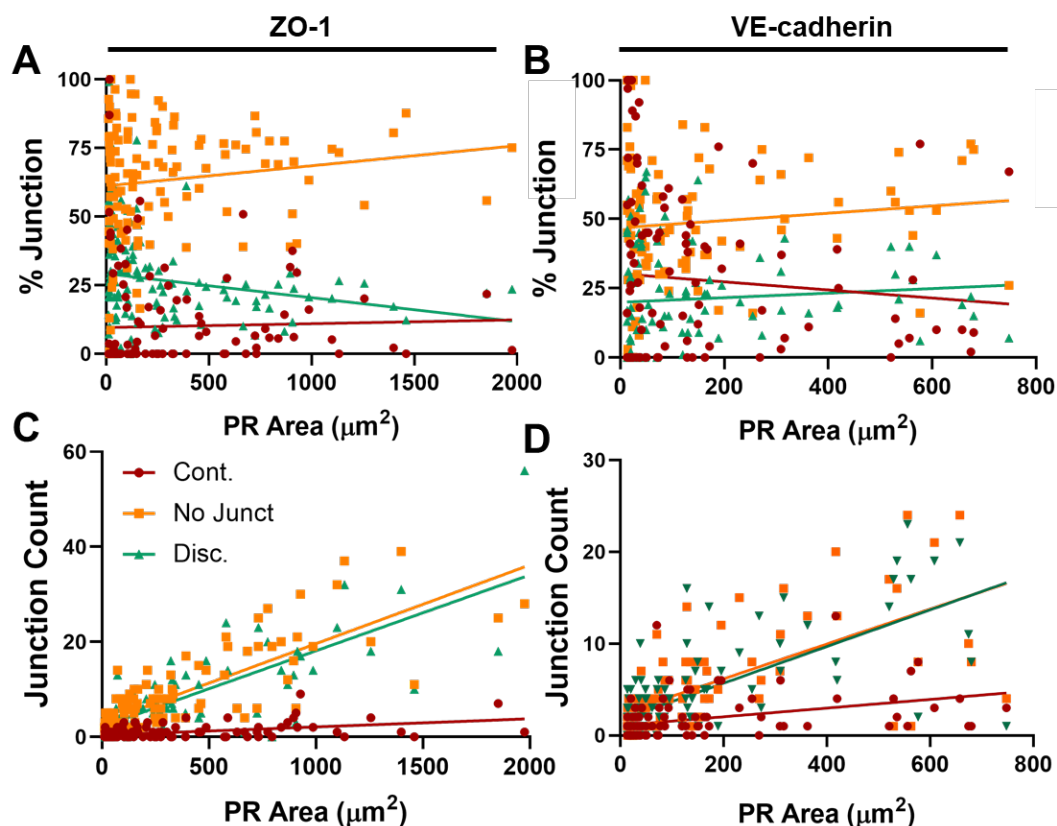 ZO-1
VE-cadherin
A
B
% Junction
100
75
50
25
0
0 500 1000 1500 2000
PR Area (μm²)
% Junction
100
75
50
25
0
0 200 400 600 800
PR Area (μm²)
C
D
Junction Count
60
40
20
0
Cont.
No Junct
Disc.
0 500 1000 1500 2000
PR Area (μm²)
Junction Count
30
20
10
0
0 200 400 600 800
PR Area (μm²)